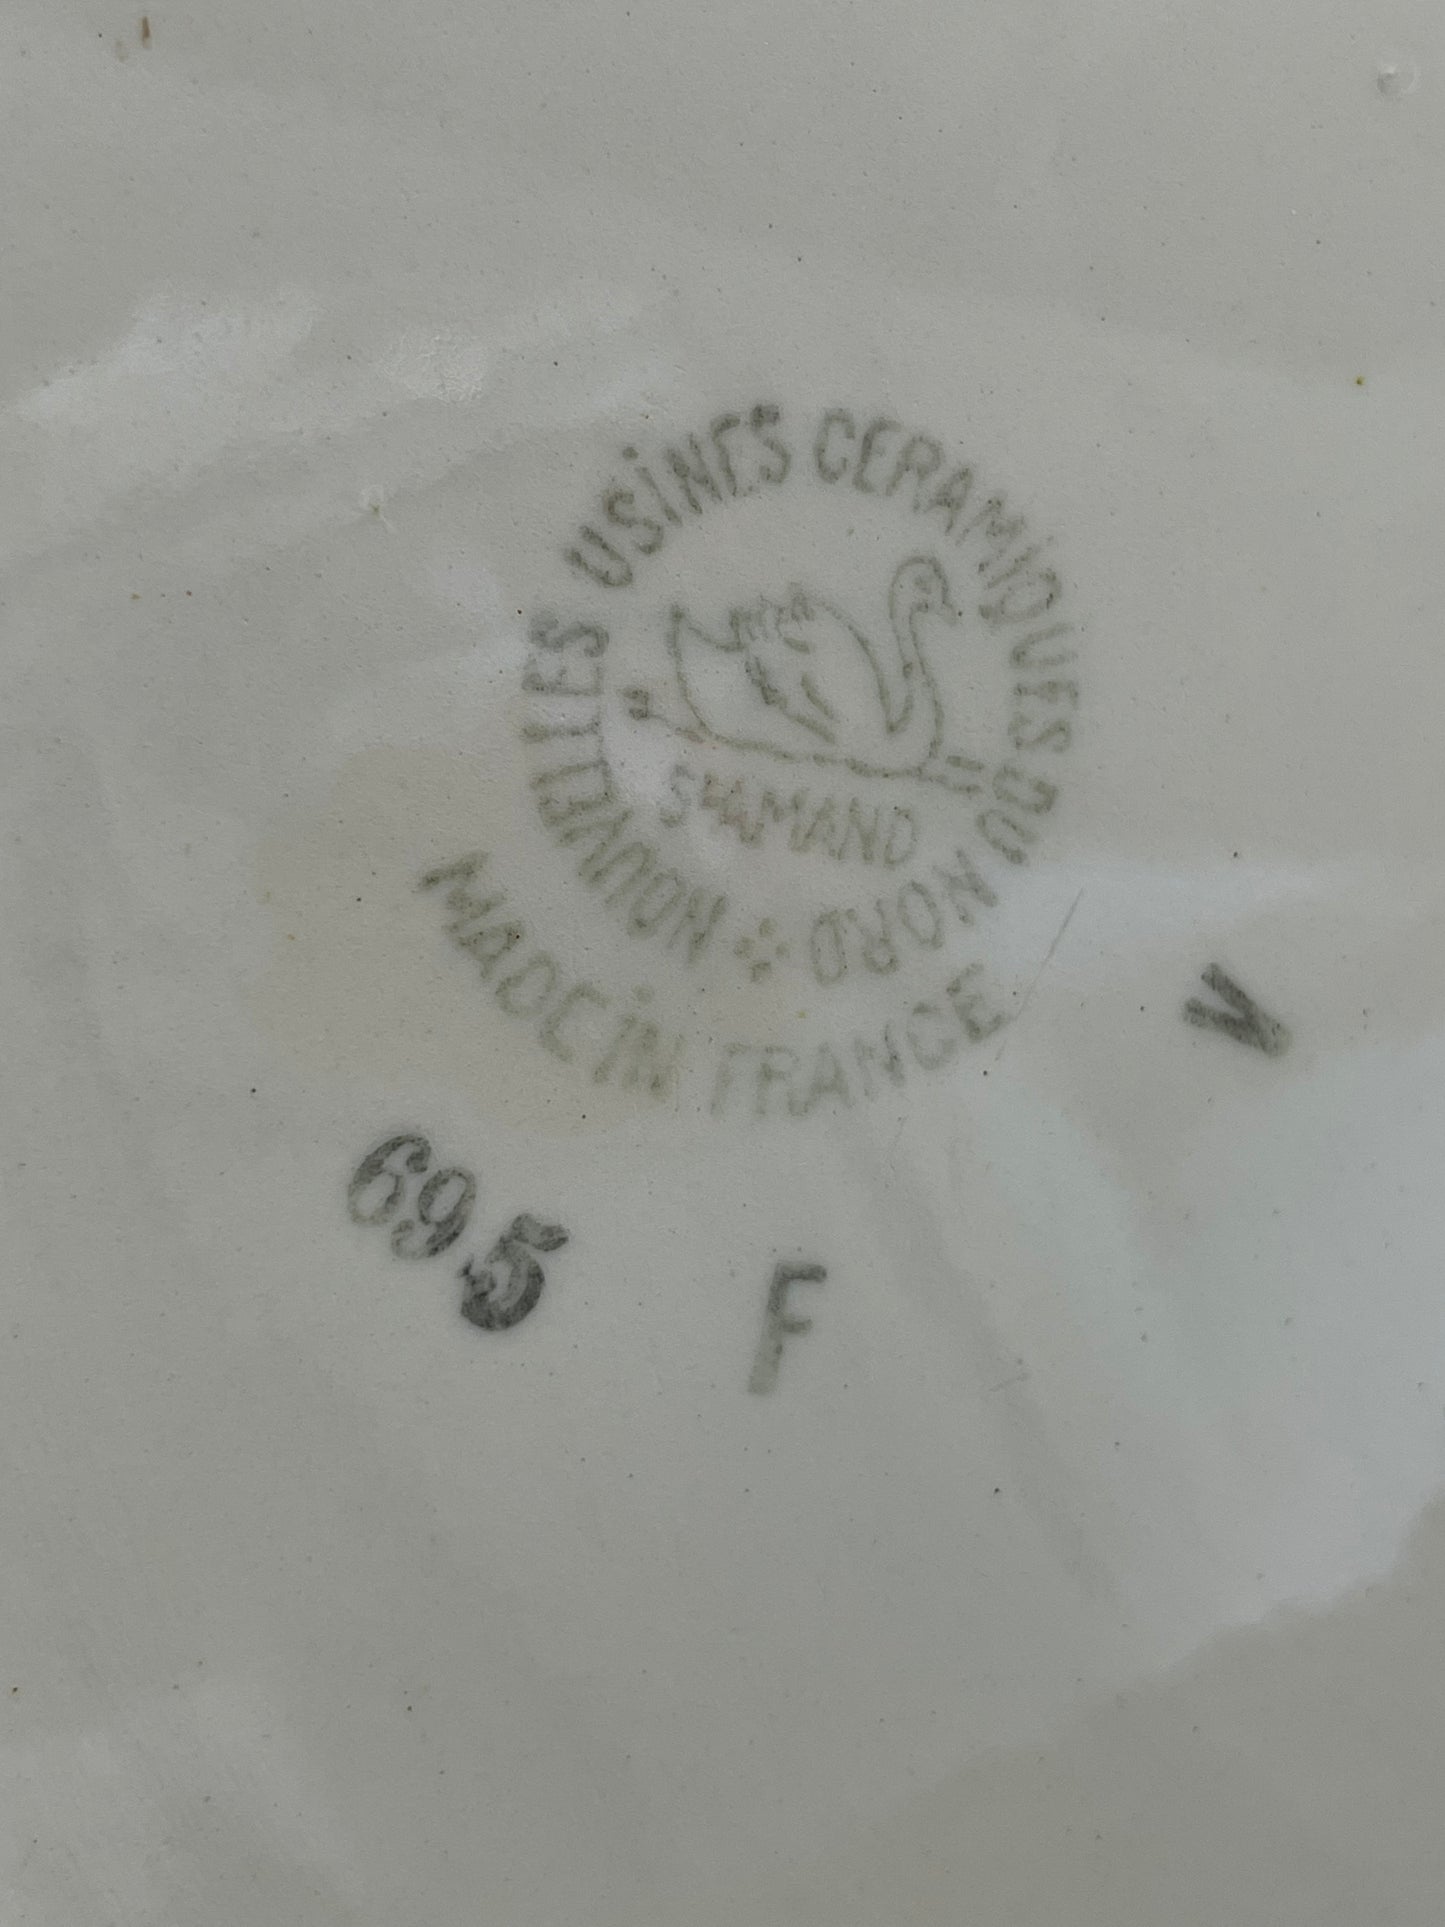 NOUVELLES USINES CERAMIQUES DU NORD
ST AMAND
MADE IN FRANCE
V
695
F